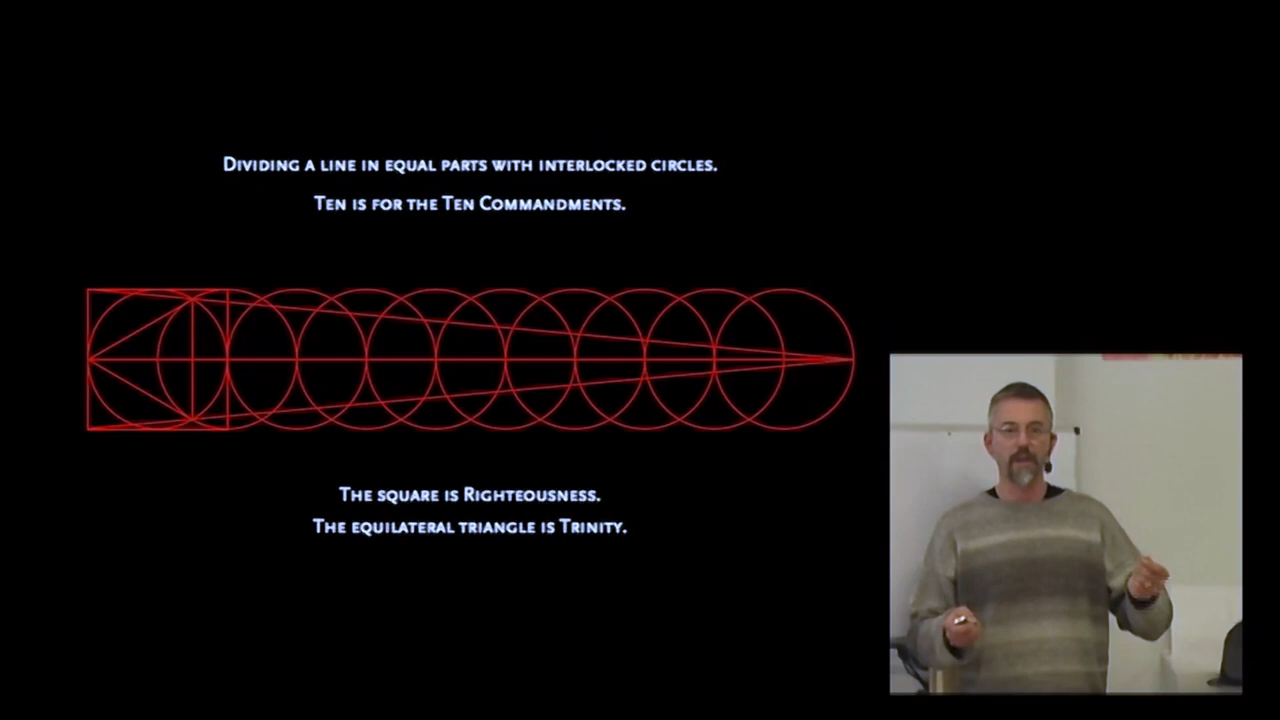 Dividing a line in equal parts with interlocked circles.
Ten is for the Ten Commandments.
The square is Righteousness.
The equilateral triangle is Trinity.